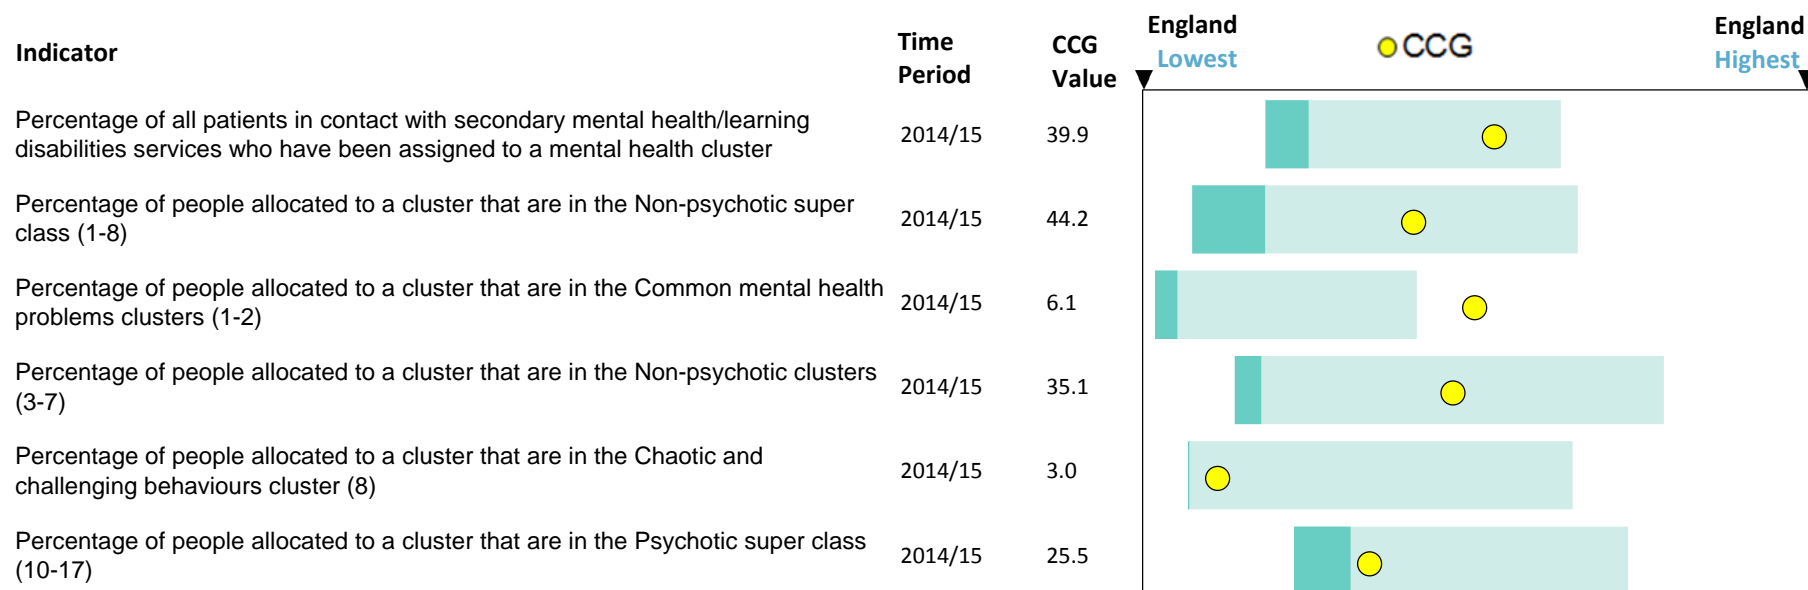 Indicator
Time
Period
CCG
Value
England
Lowest
CCG
England
Highest
Percentage of all patients in contact with secondary mental health/learning
disabilities services who have been assigned to a mental health cluster
2014/15
39.9
Percentage of people allocated to a cluster that are in the Non-psychotic super
class (1-8)
2014/15
44.2
Percentage of people allocated to a cluster that are in the Common mental health
problems clusters (1-2)
2014/15
6.1
Percentage of people allocated to a cluster that are in the Non-psychotic clusters
(3-7)
2014/15
35.1
Percentage of people allocated to a cluster that are in the Chaotic and
challenging behaviours cluster (8)
2014/15
3.0
Percentage of people allocated to a cluster that are in the Psychotic super class
(10-17)
2014/15
25.5